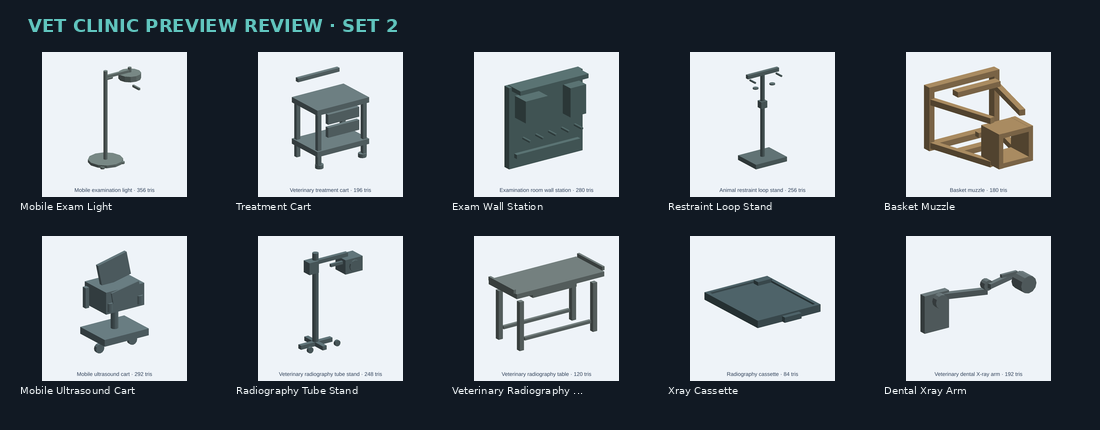 VET CLINIC PREVIEW REVIEW · SET 2
Mobile examination light · 356 tris
Veterinary treatment cart · 196 tris
Examination room wall station · 280 tris
Animal restraint loop stand · 256 tris
Basket muzzle · 180 tris
Mobile Exam Light
Treatment Cart
Exam Wall Station
Restraint Loop Stand
Basket Muzzle
Mobile ultrasound cart · 292 tris
Veterinary radiography tube stand · 248 tris
Veterinary radiography table · 120 tris
Radiography cassette · 84 tris
Veterinary dental X-ray arm · 192 tris
Mobile Ultrasound Cart
Radiography Tube Stand
Veterinary Radiography ...
Xray Cassette
Dental Xray Arm